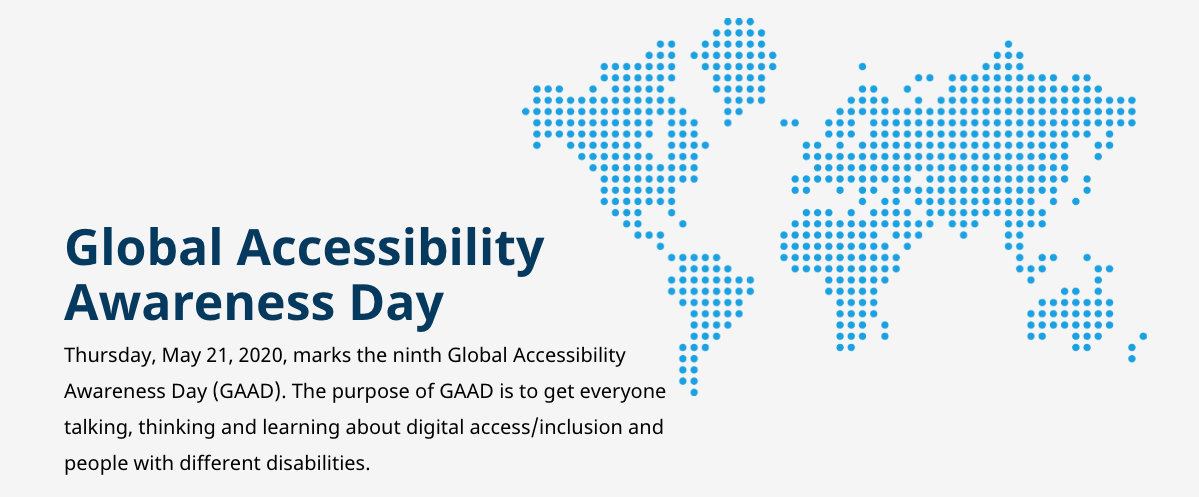 Global Accessibility
Awareness Day
Thursday, May 21, 2020, marks the ninth Global Accessibility
Awareness Day (GAAD). The purpose of GAAD is to get everyone
talking, thinking and learning about digital access/inclusion and
people with different disabilities.